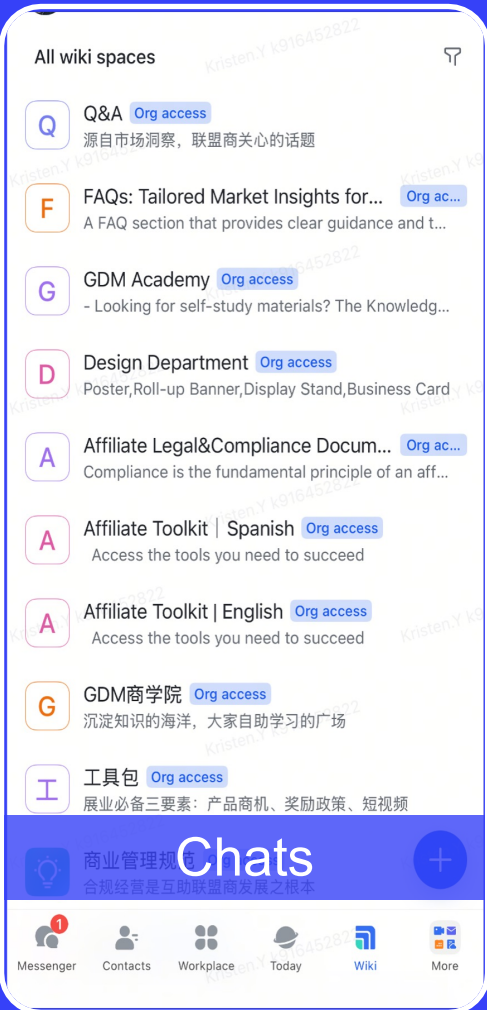 All wiki spaces
Q
Q&A Org access
源自市场洞察，联盟商关心的话题
F
FAQs: Tailored Market Insights for... Org ac...
A FAQ section that provides clear guidance and t...
G
GDM Academy Org access
- Looking for self-study materials? The Knowledg...
D
Design Department Org access
Poster,Roll-up Banner,Display Stand,Business Card
A
Affiliate Legal&Compliance Docum... Org ac...
Compliance is the fundamental principle of an aff...
A
Affiliate Toolkit｜Spanish Org access
Access the tools you need to succeed
A
Affiliate Toolkit | English Org access
Access the tools you need to succeed
G
GDM商学院 Org access
沉淀知识的海洋，大家自助学习的广场
工
工具包 Org access
展业必备三要素：产品商机、奖励政策、短视频
商业管理规范
Chats
合规经营是互助联盟商发展之根本
1
Messenger Contacts Workplace Today Wiki More
Kristen.Y k916452822